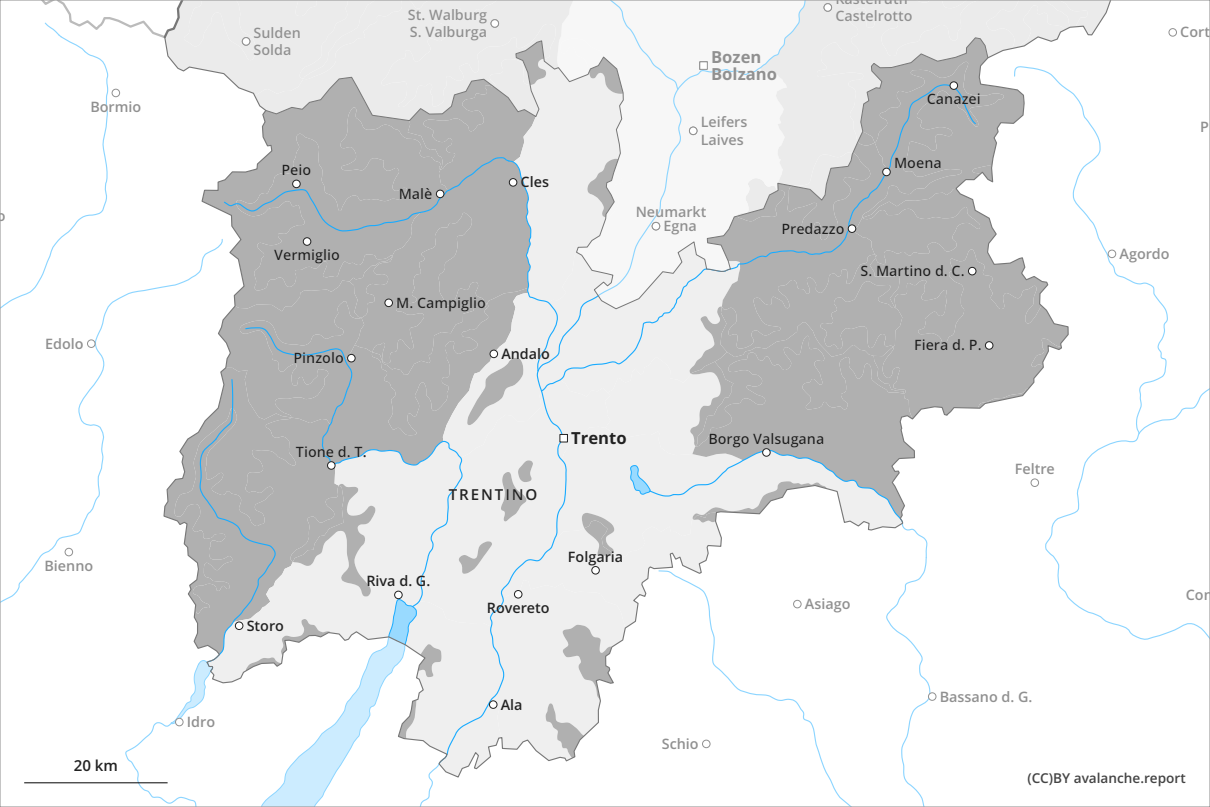 Kastelruth
Castelrotto
St. Walburg
S. Valburga
Sulden
Solda
Cort
Bozen
Bolzano
Bormio
Canazei
Leifers
Laives
P
Moena
Peio
Malè
Cles
Neumarkt
Egna
Predazzo
Vermiglio
Agordo
S. Martino d. C.
M. Campiglio
Edolo
Andalo
Fiera d. P.
Pinzolo
Trento
Borgo Valsugana
Tione d. T.
Feltre
TRENTINO
Bienno
Folgaria
Riva d. G.
Cor
Rovereto
Asiago
Storo
Bassano d. G.
Ala
Idro
Schio
20 km
(CC)BY avalanche.report